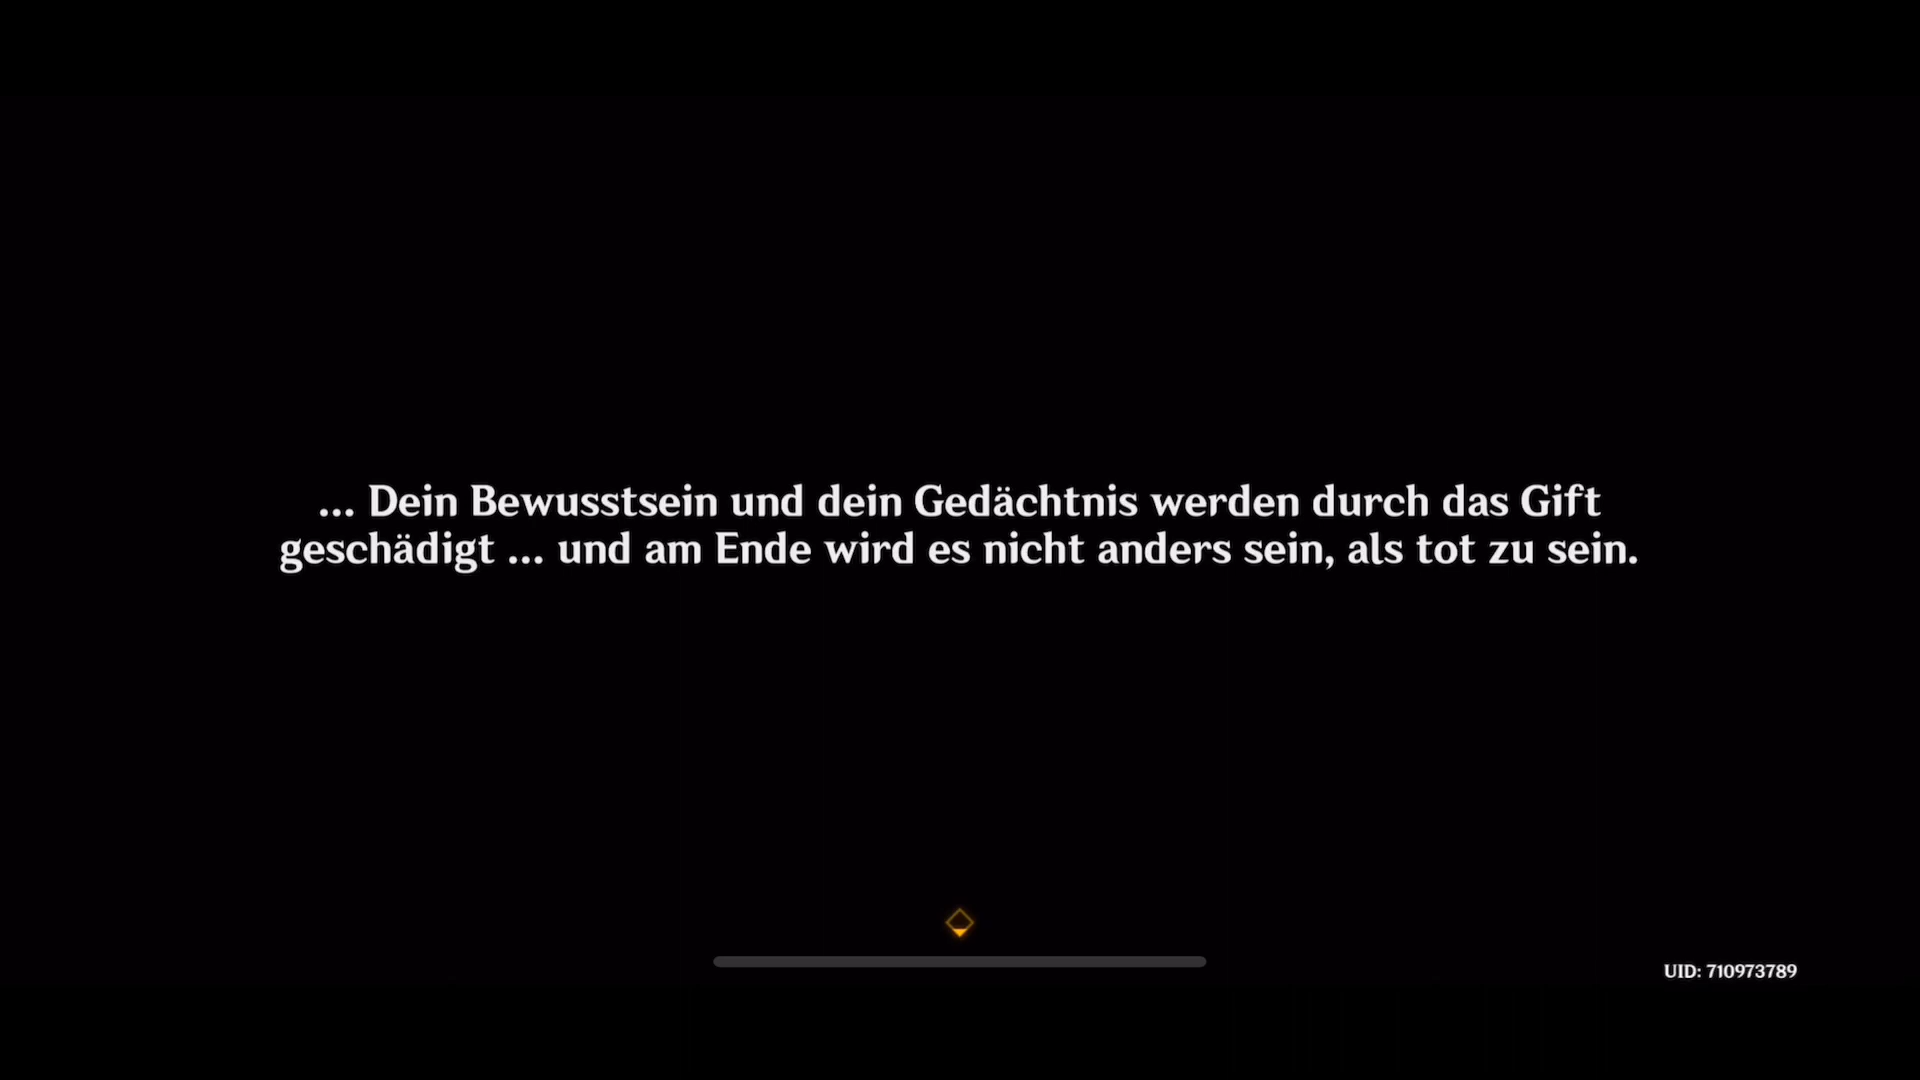 ... Dein Bewusstsein und dein Gedächtnis werden durch das Gift
geschädigt ... und am Ende wird es nicht anders sein, als tot zu sein.
UID: 710973789